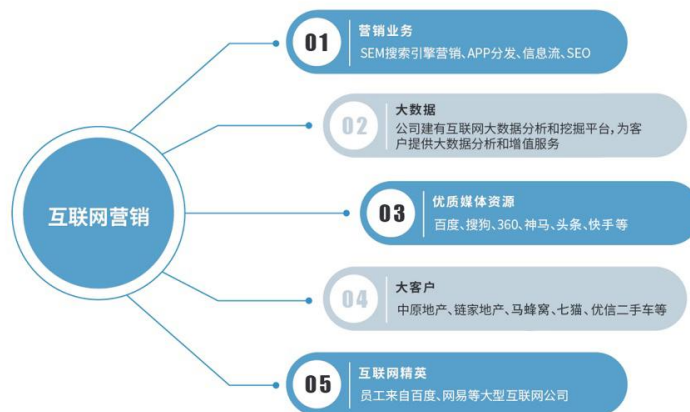 互联网营销
01
营销业务
SEM搜索引擎营销、APP分发、信息流、SEO
02
大数据
公司建有互联网大数据分析和挖掘平台，为客
户提供大数据分析和增值服务
03
优质媒体资源
百度、搜狗、360、神马、头条、快手等
04
大客户
中原地产、链家地产、马蜂窝、七猫、优信二手车等
05
互联网精英
员工来自百度、网易等大型互联网公司